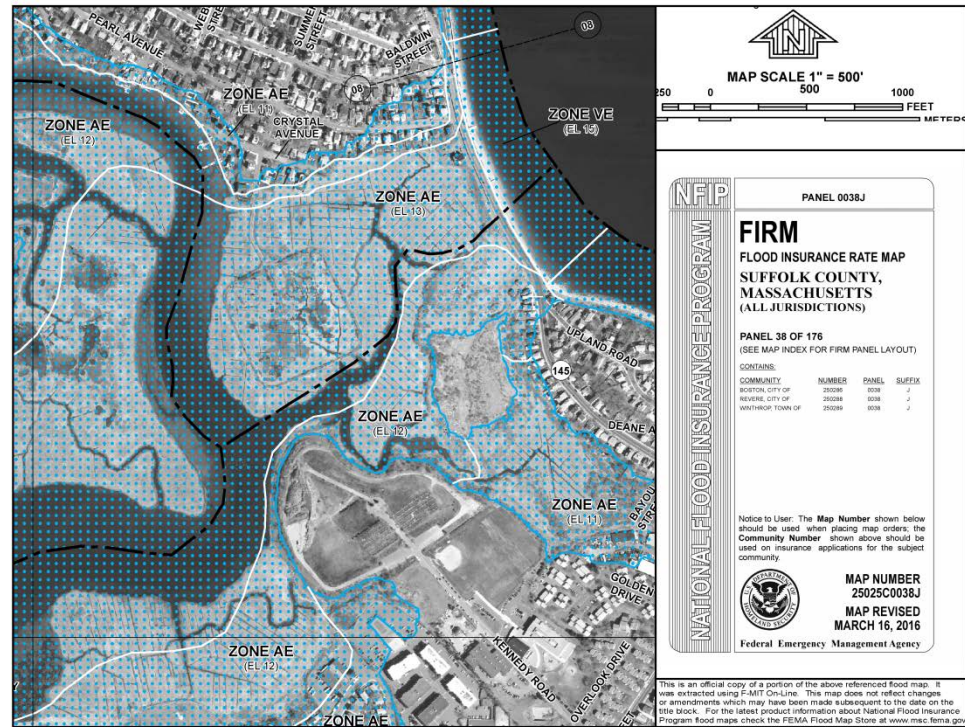 PEARL AVENUE
STREET
SUMMER
STREET
BALDWIN
STREET
08
08
ZONE AE
(EL 11)
CRYSTAL
AVENUE
ZONE AE
(EL 12)
ZONE VE
(EL 15)
ZONE AE
(EL 13)
UPLAND ROAD
145
ZONE AE
(EL 12)
DEANE A
ZONE AE
(EL 11)
BAYOU
STRE
GOLDEN
DRIVE
KENNEDY ROAD
OVERLOOK DRIVE
ZONE AE
(EL 12)
ZONE AE
N
MAP SCALE 1" = 500'
250 0 500 1000
FEET
METERS
NFIP
NATIONAL FLOOD INSURANCE PROGRAM
PANEL 0038J
FIRM
FLOOD INSURANCE RATE MAP
SUFFOLK COUNTY,
MASSACHUSETTS
(ALL JURISDICTIONS)
PANEL 38 OF 176
(SEE MAP INDEX FOR FIRM PANEL LAYOUT)
CONTAINS:
COMMUNITY NUMBER PANEL SUFFIX
BOSTON, CITY OF 250286 0038 J
REVERE, CITY OF 250288 0038 J
WINTHROP, TOWN OF 250289 0038 J
Notice to User: The Map Number shown below
should be used when placing map orders; the
Community Number shown above should be
used on insurance applications for the subject
community.
U.S. DEPARTMENT OF HOMELAND SECURITY
MAP NUMBER
25025C0038J
MAP REVISED
MARCH 16, 2016
Federal Emergency Management Agency
This is an official copy of a portion of the above referenced flood map. It
was extracted using F-MIT On-Line. This map does not reflect changes
or amendments which may have been made subsequent to the date on the
title block. For the latest product information about National Flood Insurance
Program flood maps check the FEMA Flood Map Store at www.msc.fema.gov